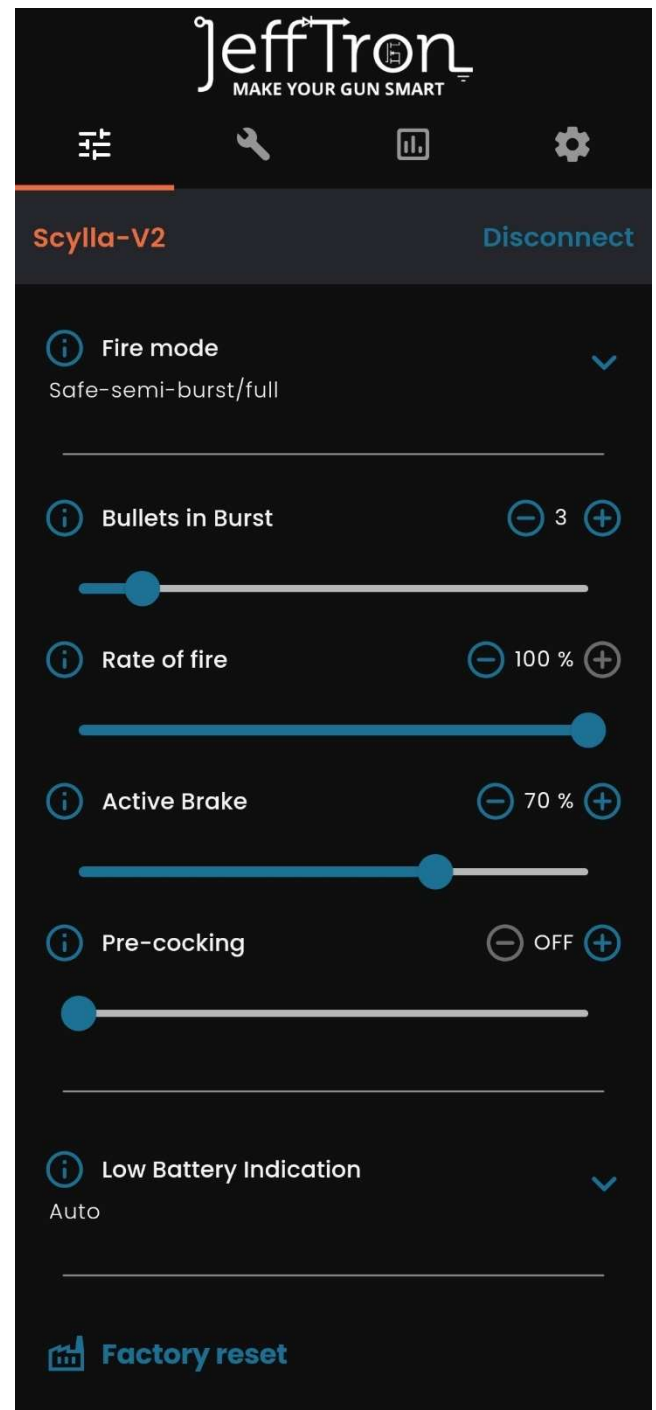 JeffTron
MAKE YOUR GUN SMART
Scylla-V2 Disconnect
Fire mode
Safe-semi-burst/full
Bullets in Burst 3
Rate of fire 100 %
Active Brake 70 %
Pre-cocking OFF
Low Battery Indication
Auto
Factory reset